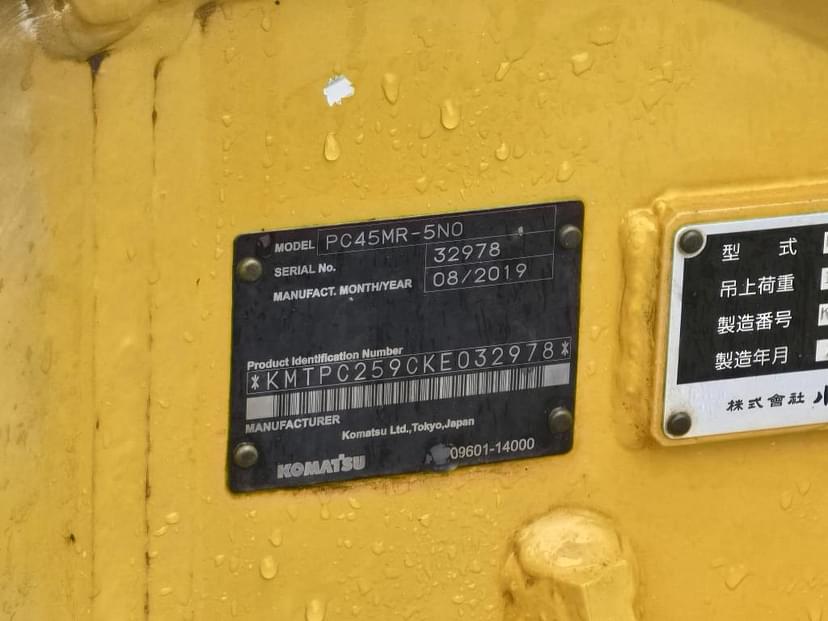 MODEL PC45MR-5N0
SERIAL No. 32978
MANUFACT. MONTH/YEAR 08/2019
Product Identification Number
*KMTPC259CKE032978*
MANUFACTURER
Komatsu Ltd.,Tokyo,Japan
KOMATSU 09601-14000
型 式
吊上荷重
製造番号
製造年月
株式會社